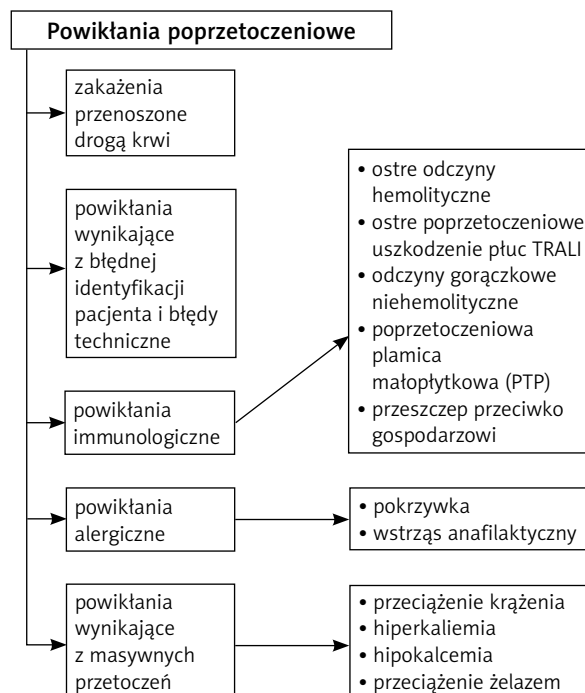 Powikłania poprzetoczeniowe
zakażenia
przenoszone
drogą krwi
powikłania
wynikające
z błędnej
identyfikacji
pacjenta i błędy
techniczne
powikłania
immunologiczne
• ostre odczyny
hemolityczne
• ostre poprzetoczeniowe
uszkodzenie płuc TRALI
• odczyny gorączkowe
niehemolityczne
• poprzetoczeniowa
plamica
małopłytkowa (PTP)
• przeszczep przeciwko
gospodarzowi
powikłania
alergiczne
• pokrzywka
• wstrząs anafilaktyczny
powikłania
wynikające
z masywnych
przetoczeń
• przeciążenie krążenia
• hiperkaliemia
• hipokalcemia
• przeciążenie żelazem